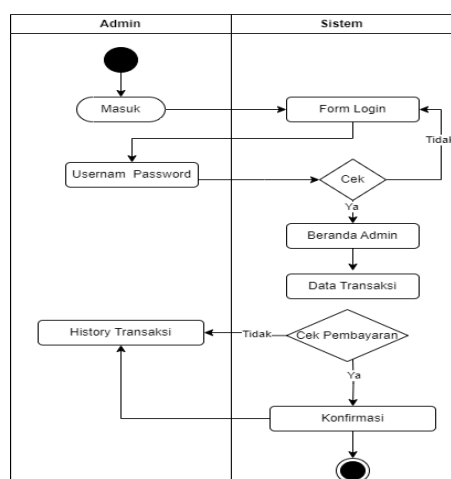 Admin
Sistem
Masuk
Form Login
Tidak
Usernam Password
Cek
Ya
Beranda Admin
Data Transaksi
History Transaksi
Tidak
Cek Pembayaran
Ya
Konfirmasi